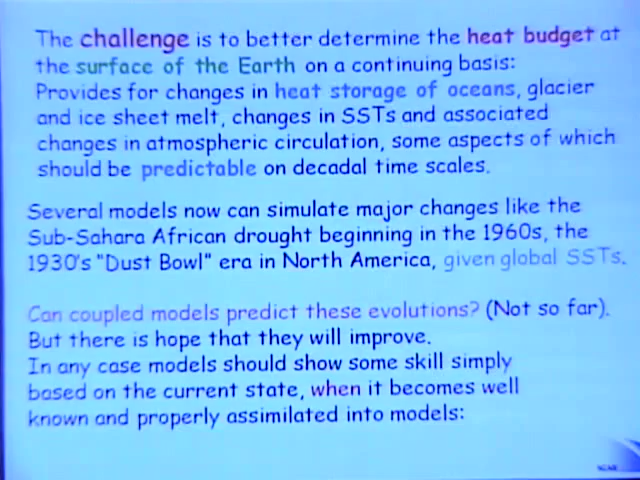 The challenge is to better determine the heat budget at
the surface of the Earth on a continuing basis:
Provides for changes in heat storage of oceans, glacier
and ice sheet melt, changes in SSTs and associated
changes in atmospheric circulation, some aspects of which
should be predictable on decadal time scales.
Several models now can simulate major changes like the
Sub-Sahara African drought beginning in the 1960s, the
1930's "Dust Bowl" era in North America, given global SSTs.
Can coupled models predict these evolutions? (Not so far).
But there is hope that they will improve.
In any case models should show some skill simply
based on the current state, when it becomes well
known and properly assimilated into models: